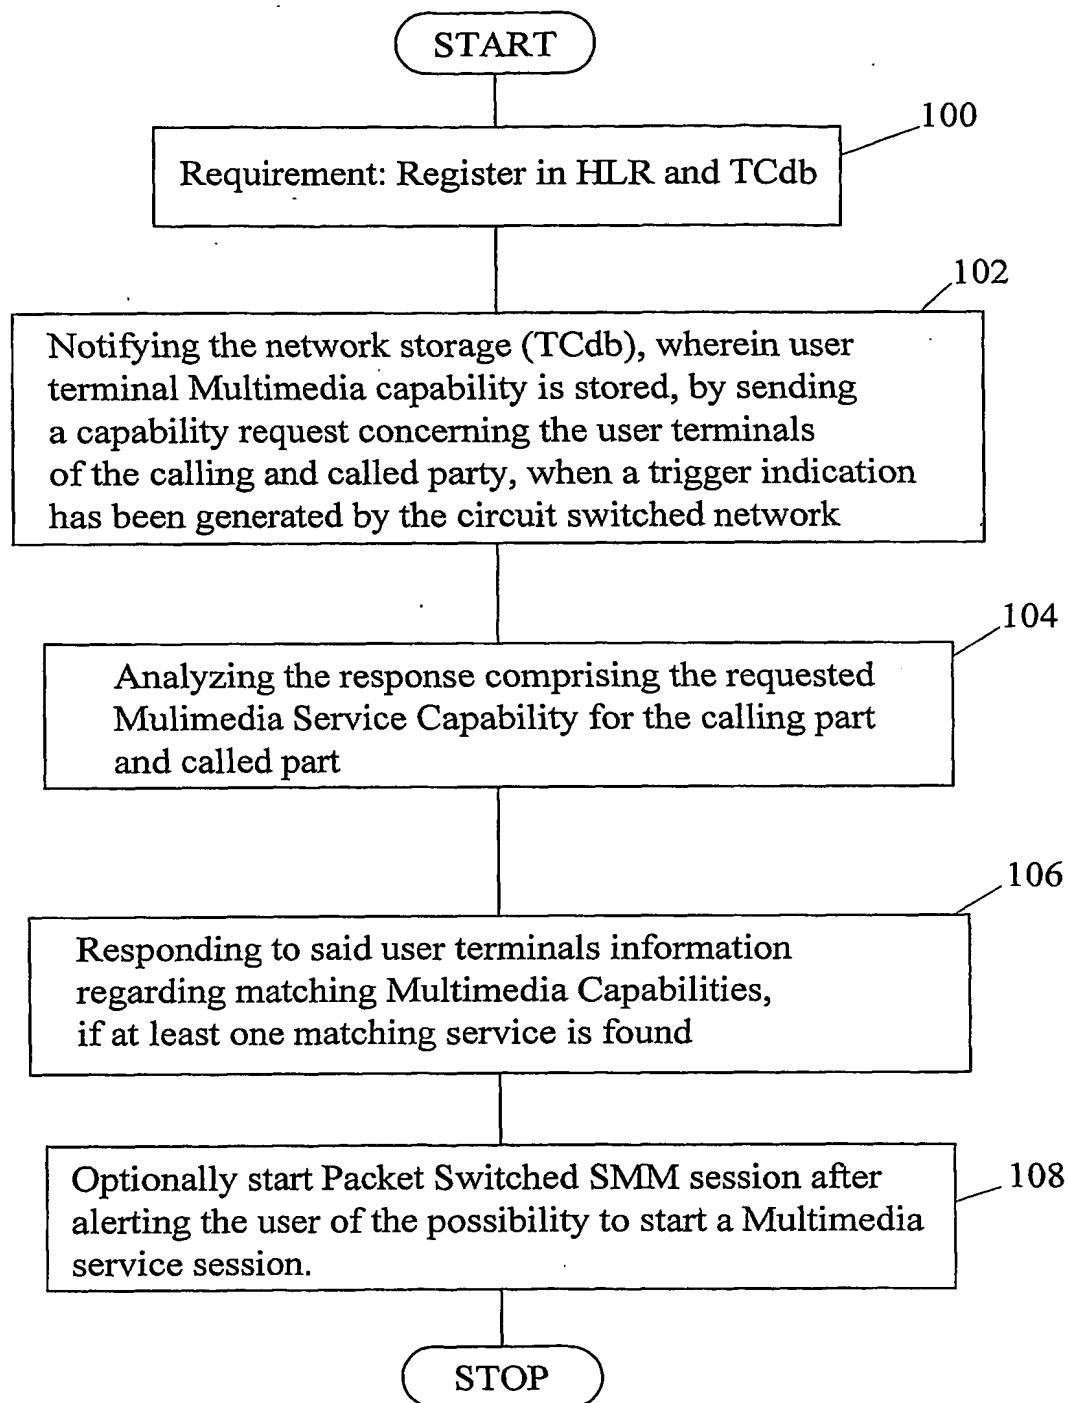 START
100
Requirement: Register in HLR and TCdb
102
Notifying the network storage (TCdb), wherein user
terminal Multimedia capability is stored, by sending
a capability request concerning the user terminals
of the calling and called party, when a trigger indication
has been generated by the circuit switched network
104
Analyzing the response comprising the requested
Mulimedia Service Capability for the calling part
and called part
106
Responding to said user terminals information
regarding matching Multimedia Capabilities,
if at least one matching service is found
108
Optionally start Packet Switched SMM session after
alerting the user of the possibility to start a Multimedia
service session.
STOP